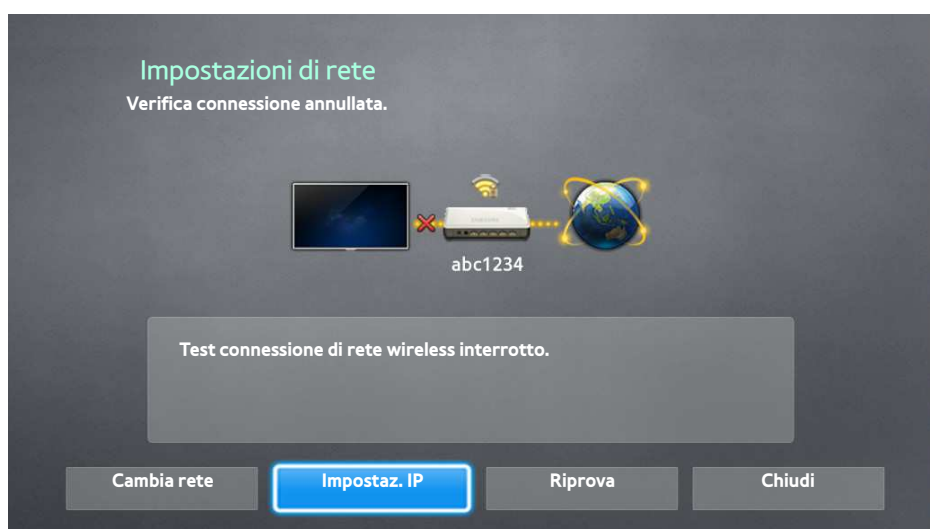 Impostazioni di rete
Verifica connessione annullata.
abc1234
Test connessione di rete wireless interrotto.
Cambia rete
Impostaz. IP
Riprova
Chiudi